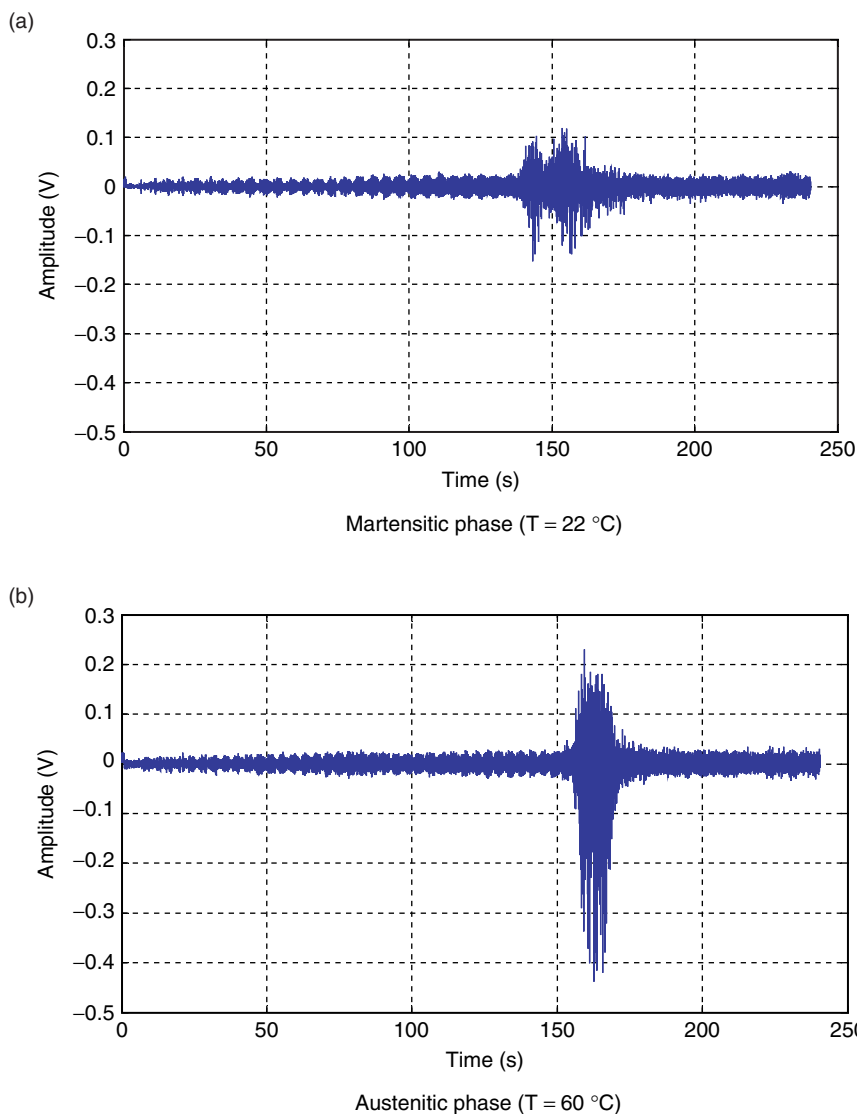 (a)
0.3
0.2
0.1
0
−0.1
−0.2
−0.3
−0.4
−0.5
Amplitude (V)
0 50 100 150 200 250
Time (s)
Martensitic phase (T = 22 °C)
(b)
0.3
0.2
0.1
0
−0.1
−0.2
−0.3
−0.4
−0.5
Amplitude (V)
0 50 100 150 200 250
Time (s)
Austenitic phase (T = 60 °C)